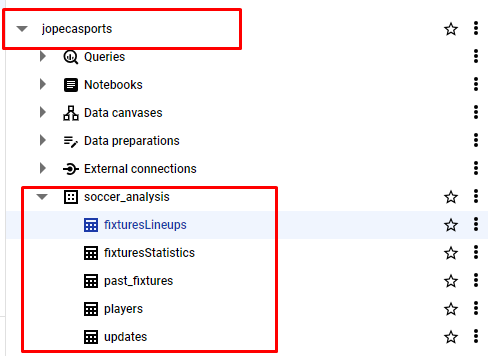 jopecasports
Queries
Notebooks
Data canvases
Data preparations
External connections
soccer_analysis
fixturesLineups
fixturesStatistics
past_fixtures
players
updates